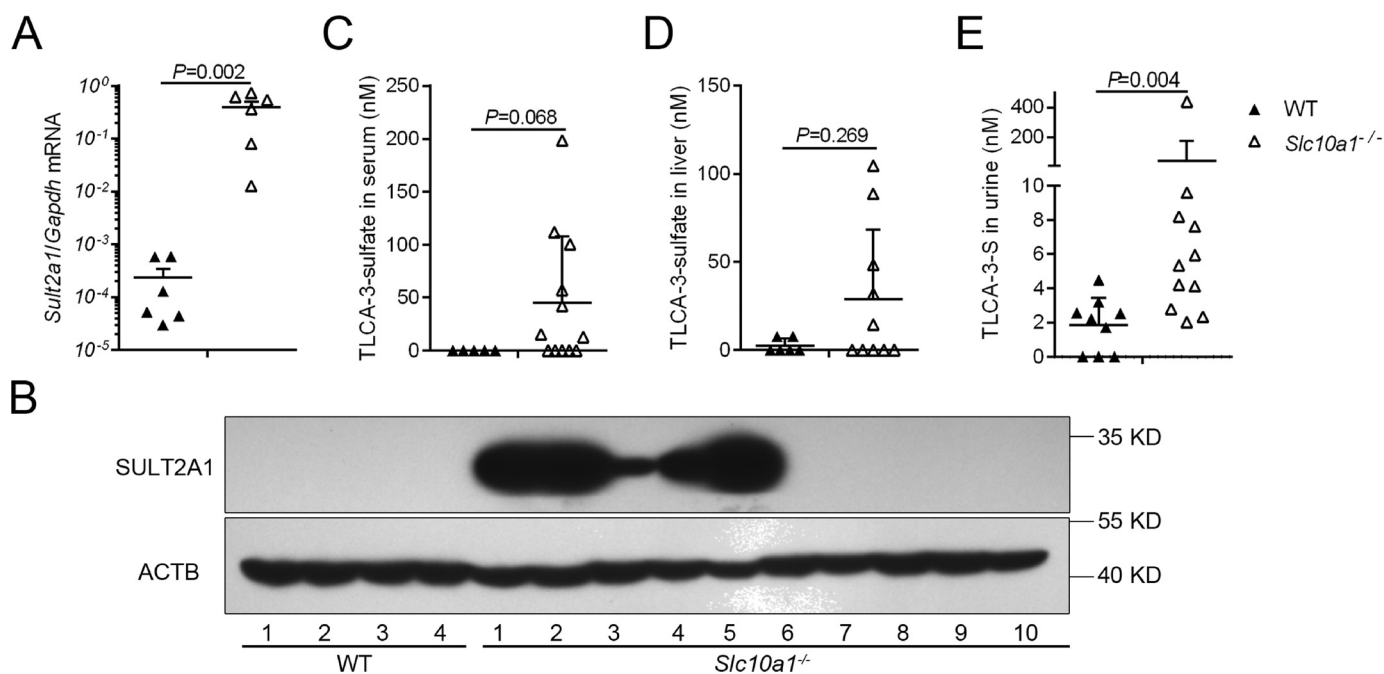 A
Sult2a1/Gapdh mRNA
10⁰
10⁻¹
10⁻²
10⁻³
10⁻⁴
10⁻⁵
P=0.002
C
TLCA-3-sulfate in serum (nM)
250
200
150
100
50
0
P=0.068
D
TLCA-3-sulfate in liver (nM)
150
100
50
0
P=0.269
E
TLCA-3-S in urine (nM)
400
200
10
8
6
4
2
0
P=0.004
WT
Slc10a1⁻/⁻
B
SULT2A1
35 KD
55 KD
ACTB
40 KD
1 2 3 4 1 2 3 4 5 6 7 8 9 10
WT Slc10a1⁻/⁻